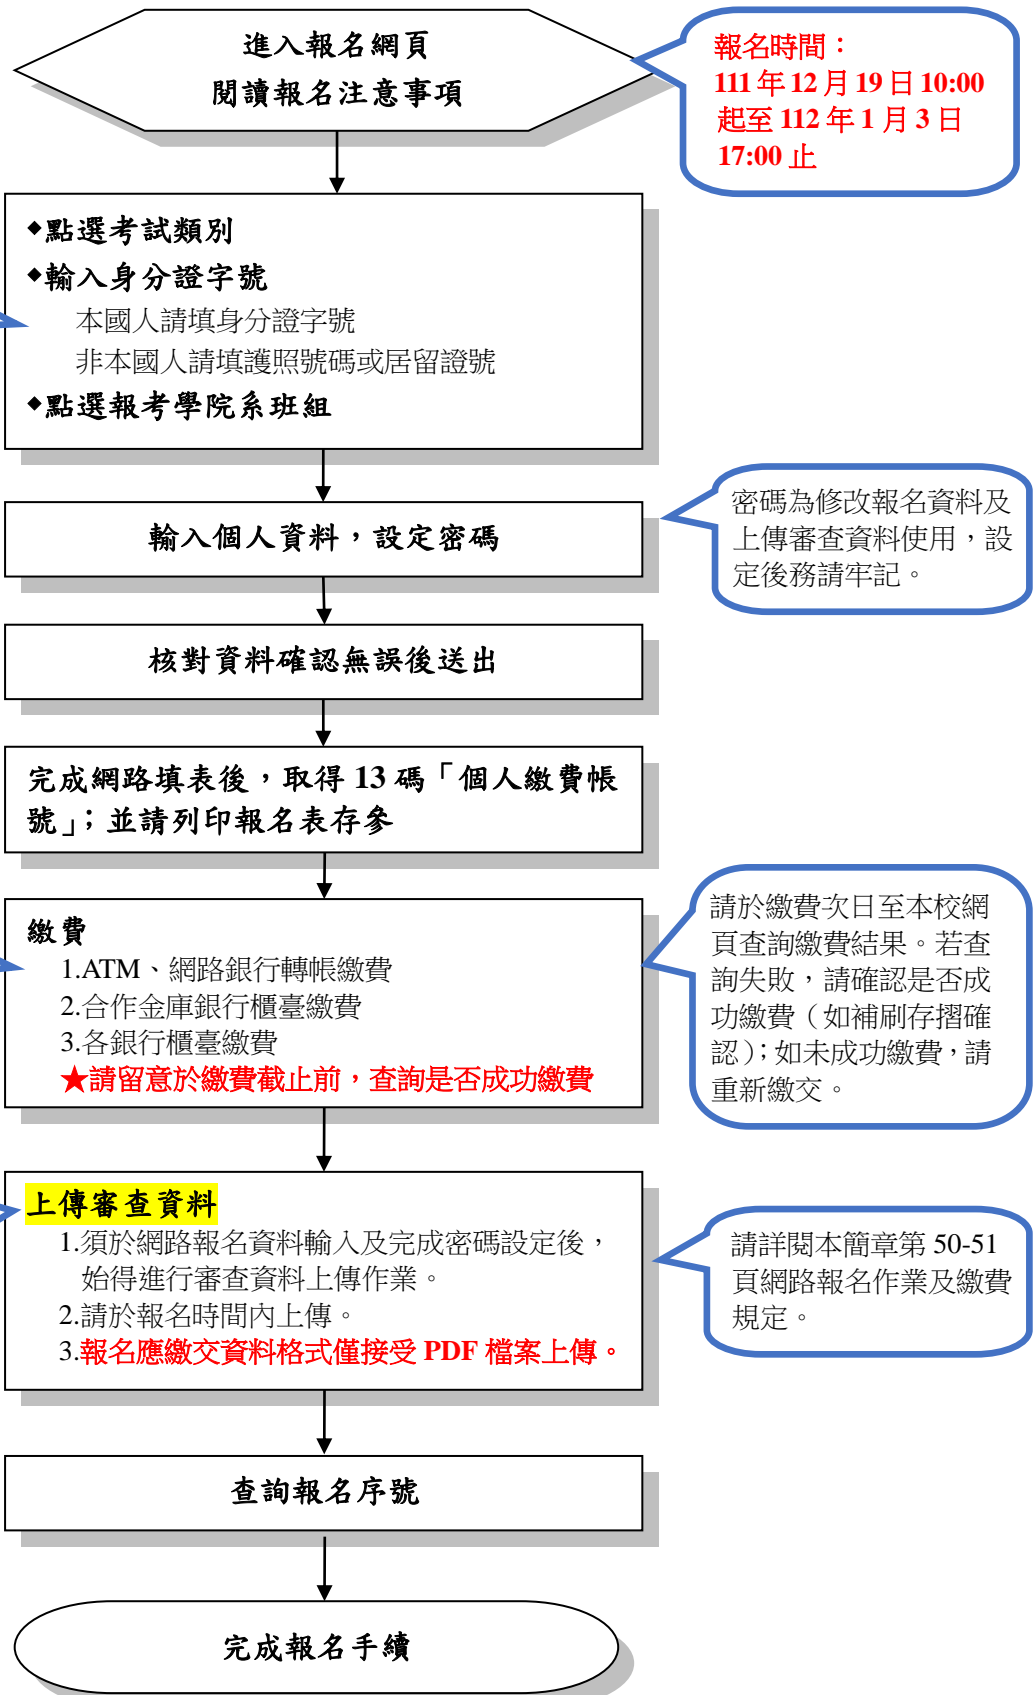 進入報名網頁
閱讀報名注意事項
報名時間：
111 年 12 月 19 日 10:00
起至 112 年 1 月 3 日
17:00 止
◆點選考試類別
◆輸入身分證字號
本國人請填身分證字號
非本國人請填護照號碼或居留證號
◆點選報考學院系班組
輸入個人資料，設定密碼
密碼為修改報名資料及
上傳審查資料使用，設
定後務請牢記。
核對資料確認無誤後送出
完成網路填表後，取得 13 碼「個人繳費帳
號」；並請列印報名表存參
繳費
1.ATM、網路銀行轉帳繳費
2.合作金庫銀行櫃臺繳費
3.各銀行櫃臺繳費
★請留意於繳費截止前，查詢是否成功繳費
請於繳費次日至本校網
頁查詢繳費結果。若查
詢失敗，請確認是否成
功繳費（如補刷存摺確
認）；如未成功繳費，請
重新繳交。
上傳審查資料
1.須於網路報名資料輸入及完成密碼設定後，
始得進行審查資料上傳作業。
2.請於報名時間內上傳。
3.報名應繳交資料格式僅接受 PDF 檔案上傳。
請詳閱本簡章第 50-51
頁網路報名作業及繳費
規定。
查詢報名序號
完成報名手續